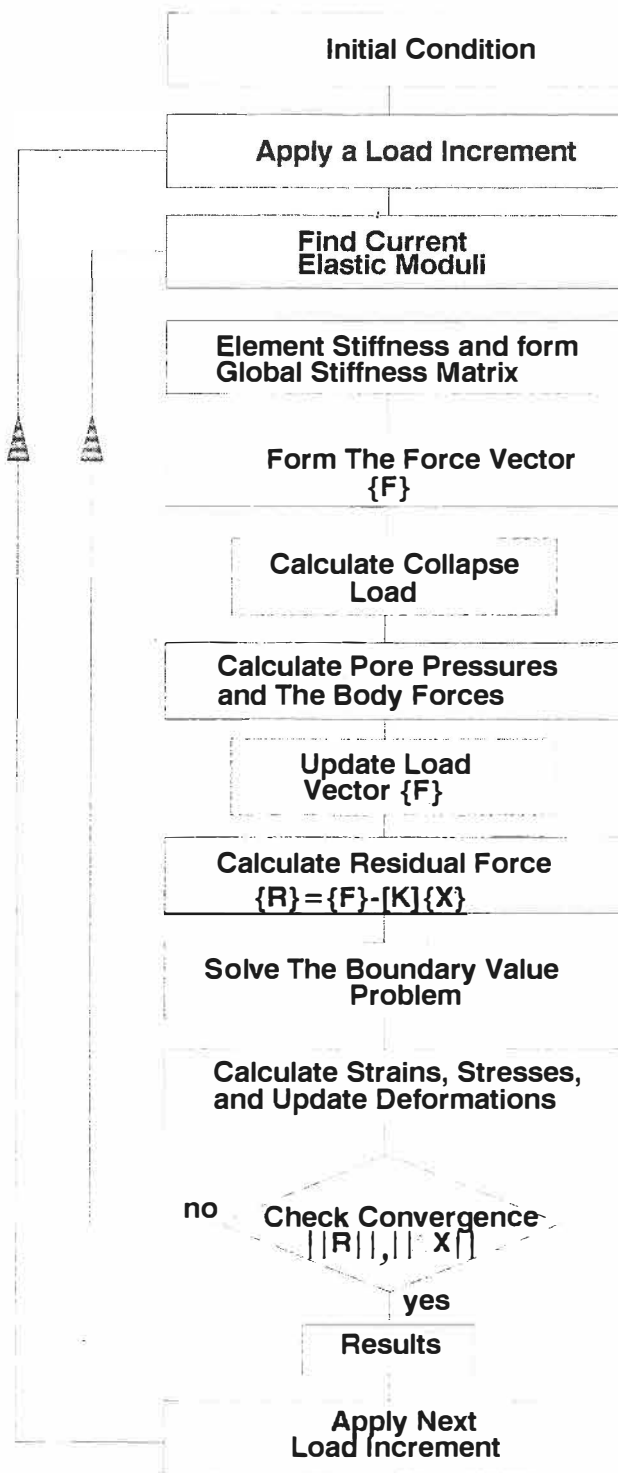 Initial Condition
Apply a Load Increment
Find Current
Elastic Moduli
Element Stiffness and form
Global Stiffness Matrix
Form The Force Vector
{F}
Calculate Collapse
Load
Calculate Pore Pressures
and The Body Forces
Update Load
Vector {F}
Calculate Residual Force
{R}={F}-[K]{X}
Solve The Boundary Value
Problem
Calculate Strains, Stresses,
and Update Deformations
no
Check Convergence
||R||,|| X||
yes
Results
Apply Next
Load Increment